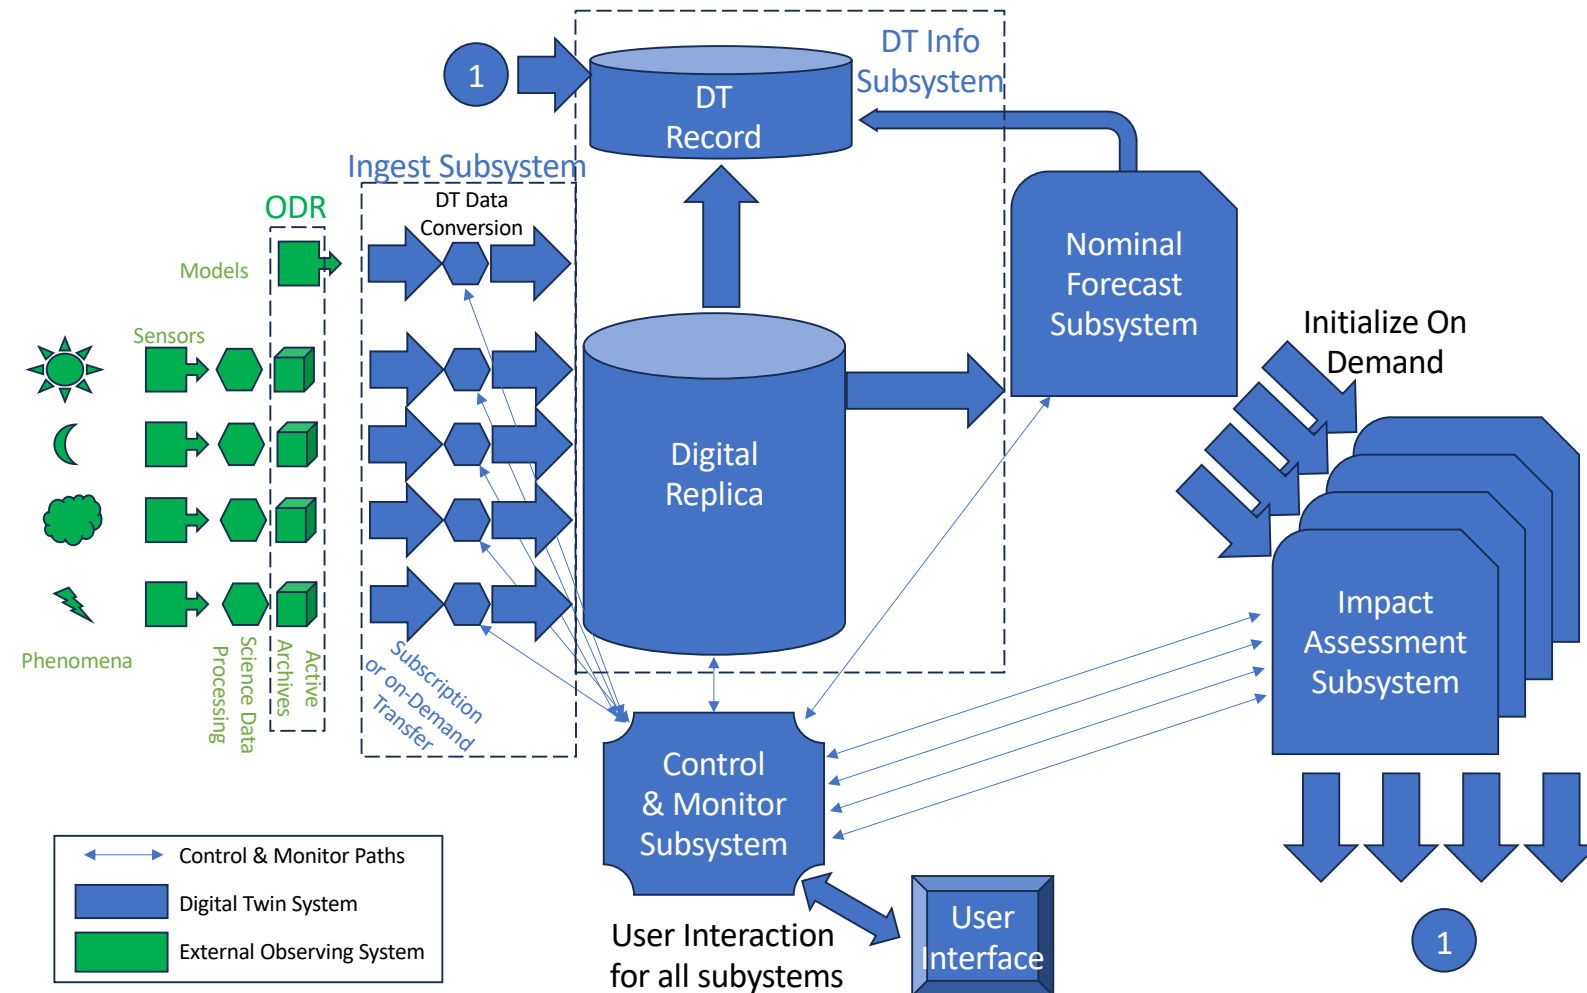 DT Info
Subsystem
1
DT
Record
Ingest Subsystem
DT Data
Conversion
ODR
Models
Sensors
Nominal
Forecast
Subsystem
Initialize On
Demand
Digital
Replica
Phenomena
Science Data
Processing
Active
Archives
Subscription
or on-Demand
Transfer
Impact
Assessment
Subsystem
Control
& Monitor
Subsystem
Control & Monitor Paths
Digital Twin System
External Observing System
User Interaction
for all subystems
User
Interface
1